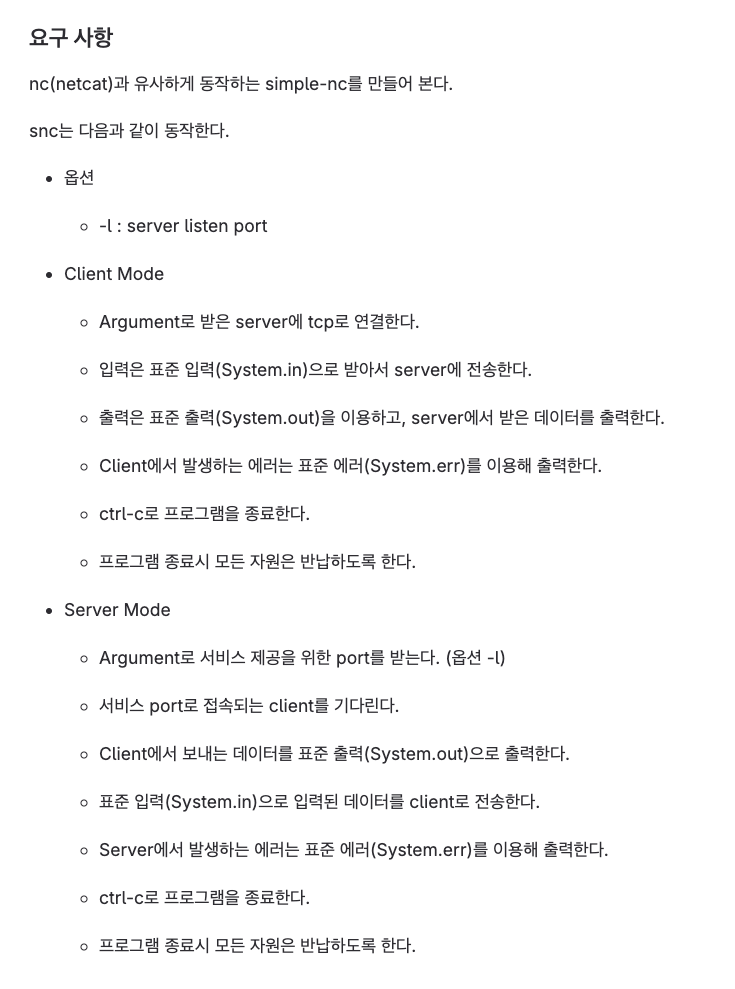 요구 사항
nc(netcat)과 유사하게 동작하는 simple-nc를 만들어 본다.
snc는 다음과 같이 동작한다.
옵션
-l : server listen port
Client Mode
Argument로 받은 server에 tcp로 연결한다.
입력은 표준 입력(System.in)으로 받아서 server에 전송한다.
출력은 표준 출력(System.out)을 이용하고, server에서 받은 데이터를 출력한다.
Client에서 발생하는 에러는 표준 에러(System.err)를 이용해 출력한다.
ctrl-c로 프로그램을 종료한다.
프로그램 종료시 모든 자원은 반납하도록 한다.
Server Mode
Argument로 서비스 제공을 위한 port를 받는다. (옵션 -l)
서비스 port로 접속되는 client를 기다린다.
Client에서 보내는 데이터를 표준 출력(System.out)으로 출력한다.
표준 입력(System.in)으로 입력된 데이터를 client로 전송한다.
Server에서 발생하는 에러는 표준 에러(System.err)를 이용해 출력한다.
ctrl-c로 프로그램을 종료한다.
프로그램 종료시 모든 자원은 반납하도록 한다.